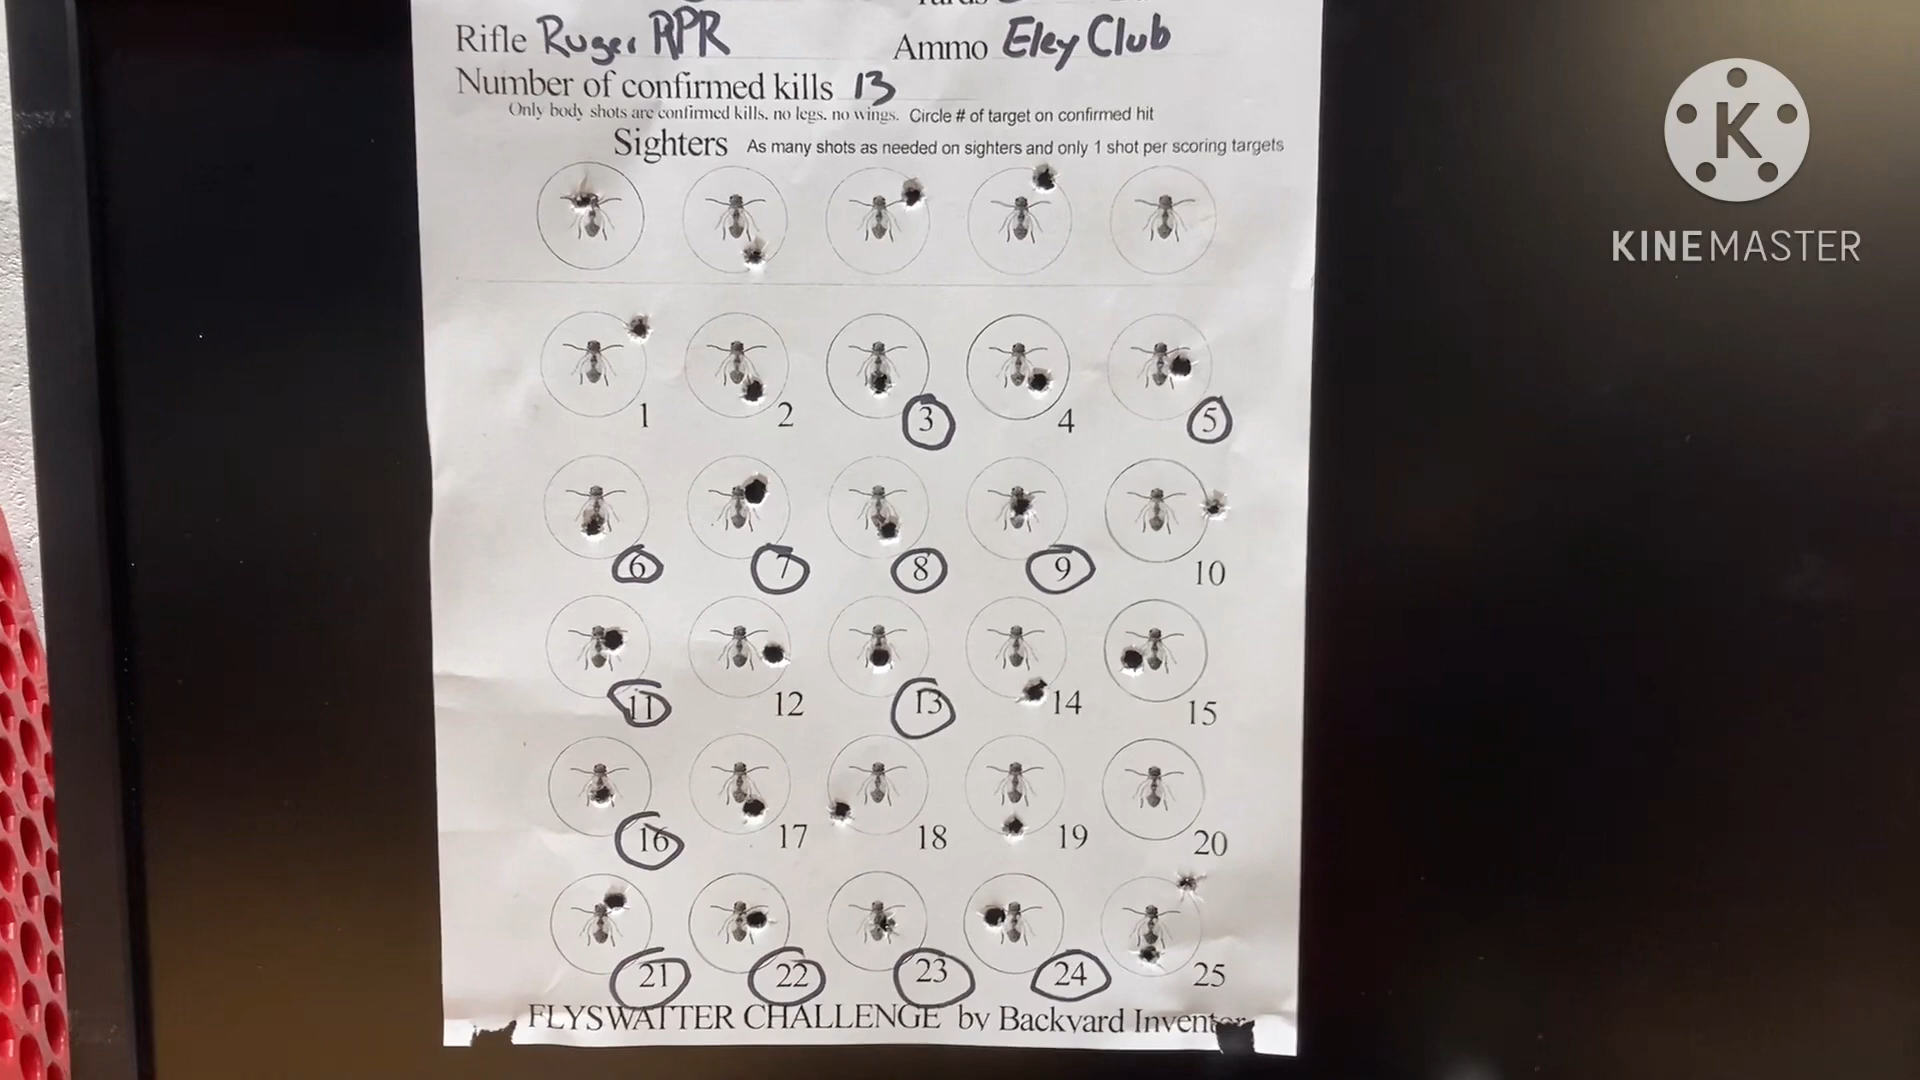 Rifle Ruger RPR Ammo Eley Club
Number of confirmed kills 13
Only body shots are confirmed kills. no legs. no wings. Circle # of target on confirmed hit
Sighters As many shots as needed on sighters and only 1 shot per scoring targets
K
KINEMASTER
1 2 3 4 5
6 7 8 9 10
11 12 13 14 15
16 17 18 19 20
21 22 23 24 25
FLYSWATTER CHALLENGE by Backyard Inventor